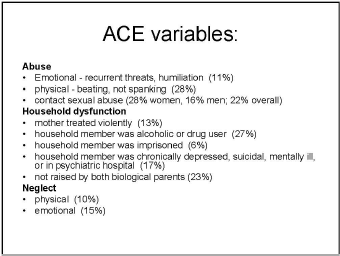 ACE variables:
Abuse
• Emotional - recurrent threats, humiliation (11%)
• physical - beating, not spanking (28%)
• contact sexual abuse (28% women, 16% men; 22% overall)
Household dysfunction
• mother treated violently (13%)
• household member was alcoholic or drug user (27%)
• household member was imprisoned (6%)
• household member was chronically depressed, suicidal, mentally ill,
or in psychiatric hospital (17%)
• not raised by both biological parents (23%)
Neglect
• physical (10%)
• emotional (15%)